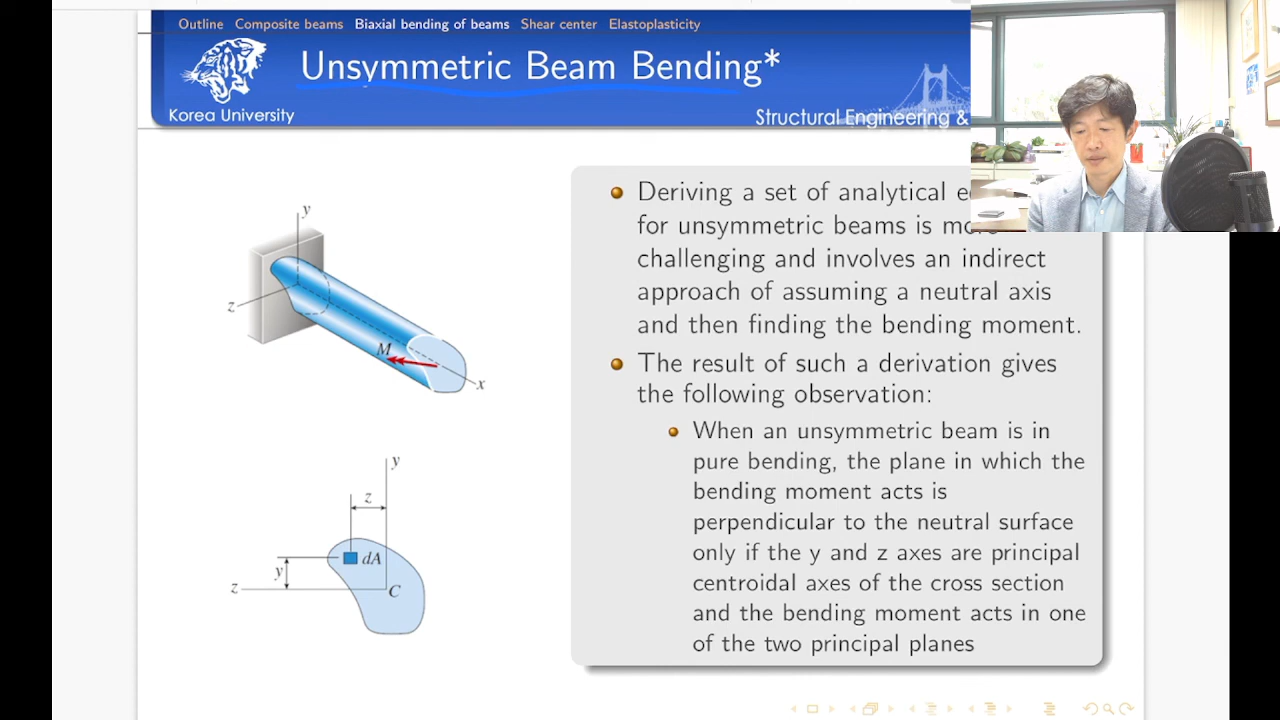 Outline Composite beams Biaxial bending of beams Shear center Elastoplasticity
Unsymmetric Beam Bending*
Korea University
Structural Engineering &
y
z
M
x
y
z
dA
y
z
C
Deriving a set of analytical
for unsymmetric beams is more
challenging and involves an indirect
approach of assuming a neutral axis
and then finding the bending moment.
The result of such a derivation gives
the following observation:
When an unsymmetric beam is in
pure bending, the plane in which the
bending moment acts is
perpendicular to the neutral surface
only if the y and z axes are principal
centroidal axes of the cross section
and the bending moment acts in one
of the two principal planes